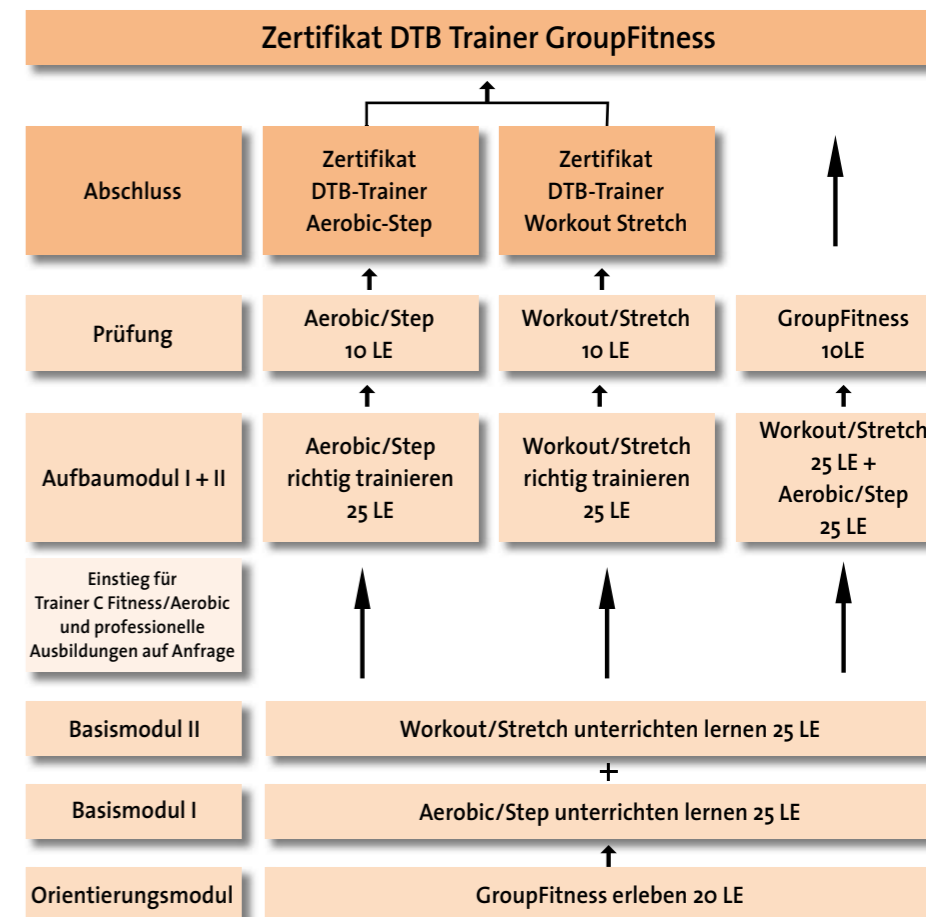 Zertifikat DTB Trainer GroupFitness
Abschluss
Zertifikat
DTB-Trainer
Aerobic-Step
Zertifikat
DTB-Trainer
Workout Stretch
Prüfung
Aerobic/Step
10 LE
Workout/Stretch
10 LE
GroupFitness
10LE
Aufbaumodul I + II
Aerobic/Step
richtig trainieren
25 LE
Workout/Stretch
richtig trainieren
25 LE
Workout/Stretch
25 LE +
Aerobic/Step
25 LE
Einstieg für
Trainer C Fitness/Aerobic
und professionelle
Ausbildungen auf Anfrage
Basismodul II
Workout/Stretch unterrichten lernen 25 LE
+
Basismodul I
Aerobic/Step unterrichten lernen 25 LE
Orientierungsmodul
GroupFitness erleben 20 LE